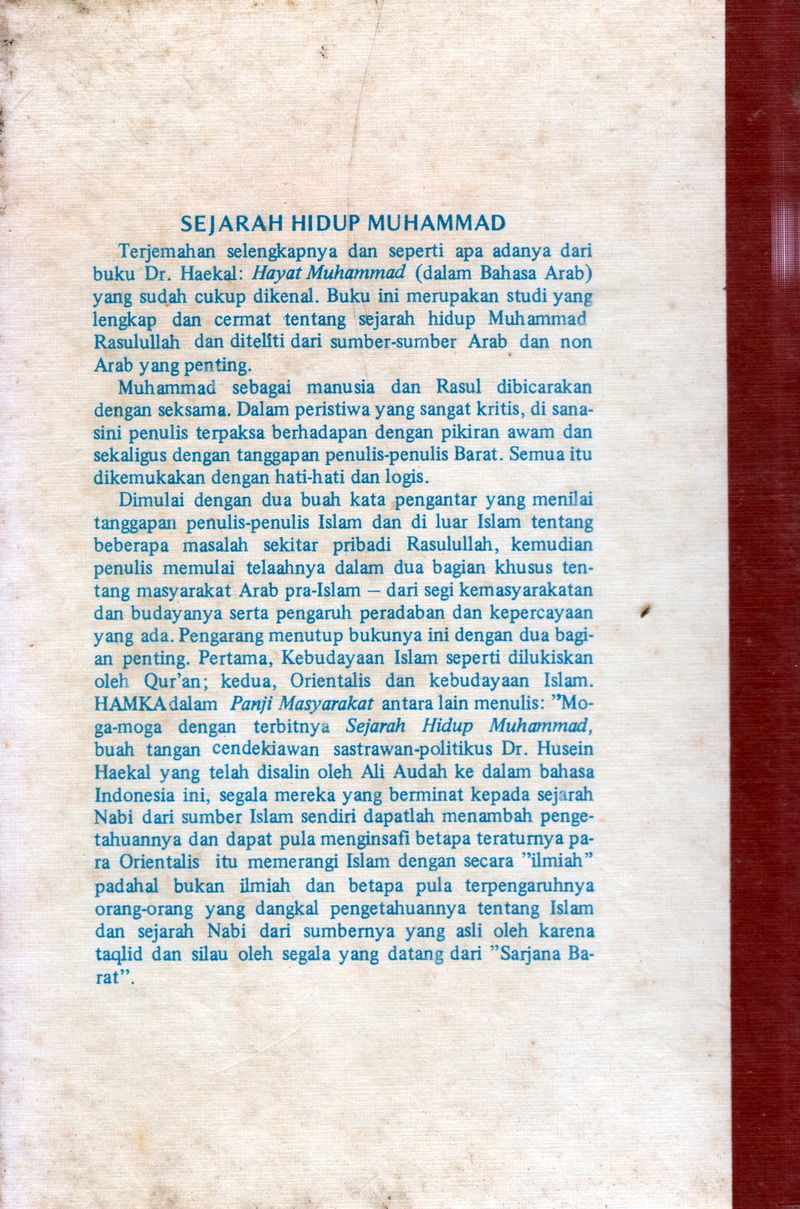 SEJARAH HIDUP MUHAMMAD
Terjemahan selengkapnya dan seperti apa adanya dari
buku Dr. Haekal: Hayat Muhammad (dalam Bahasa Arab)
yang sudah cukup dikenal. Buku ini merupakan studi yang
lengkap dan cermat tentang sejarah hidup Muhammad
Rasulullah dan diteliti dari sumber-sumber Arab dan non
Arab yang penting.
Muhammad sebagai manusia dan Rasul dibicarakan
dengan seksama. Dalam peristiwa yang sangat kritis, di sana-
sini penulis terpaksa berhadapan dengan pikiran awam dan
sekaligus dengan tanggapan penulis-penulis Barat. Semua itu
dikemukakan dengan hati-hati dan logis.
Dimulai dengan dua buah kata pengantar yang menilai
tanggapan penulis-penulis Islam dan di luar Islam tentang
beberapa masalah sekitar pribadi Rasulullah, kemudian
penulis memulai telaahnya dalam dua bagian khusus ten-
tang masyarakat Arab pra-Islam — dari segi kemasyarakatan
dan budayanya serta pengaruh peradaban dan kepercayaan
yang ada. Pengarang menutup bukunya ini dengan dua bagi-
an penting. Pertama, Kebudayaan Islam seperti dilukiskan
oleh Qur'an; kedua, Orientalis dan kebudayaan Islam.
HAMKA dalam Panji Masyarakat antara lain menulis: ”Mo-
ga-moga dengan terbitnya Sejarah Hidup Muhammad,
buah tangan cendekiawan sastrawan-politikus Dr. Husein
Haekal yang telah disalin oleh Ali Audah ke dalam bahasa
Indonesia ini, segala mereka yang berminat kepada sejarah
Nabi dari sumber Islam sendiri dapatlah menambah penge-
tahuannya dan dapat pula menginsafi betapa teraturnya pa-
ra Orientalis itu memerangi Islam dengan secara ”ilmiah”
padahal bukan ilmiah dan betapa pula terpengaruhnya
orang-orang yang dangkal pengetahuannya tentang Islam
dan sejarah Nabi dari sumbernya yang asli oleh karena
taqlid dan silau oleh segala yang datang dari ”Sarjana Ba-
rat”.